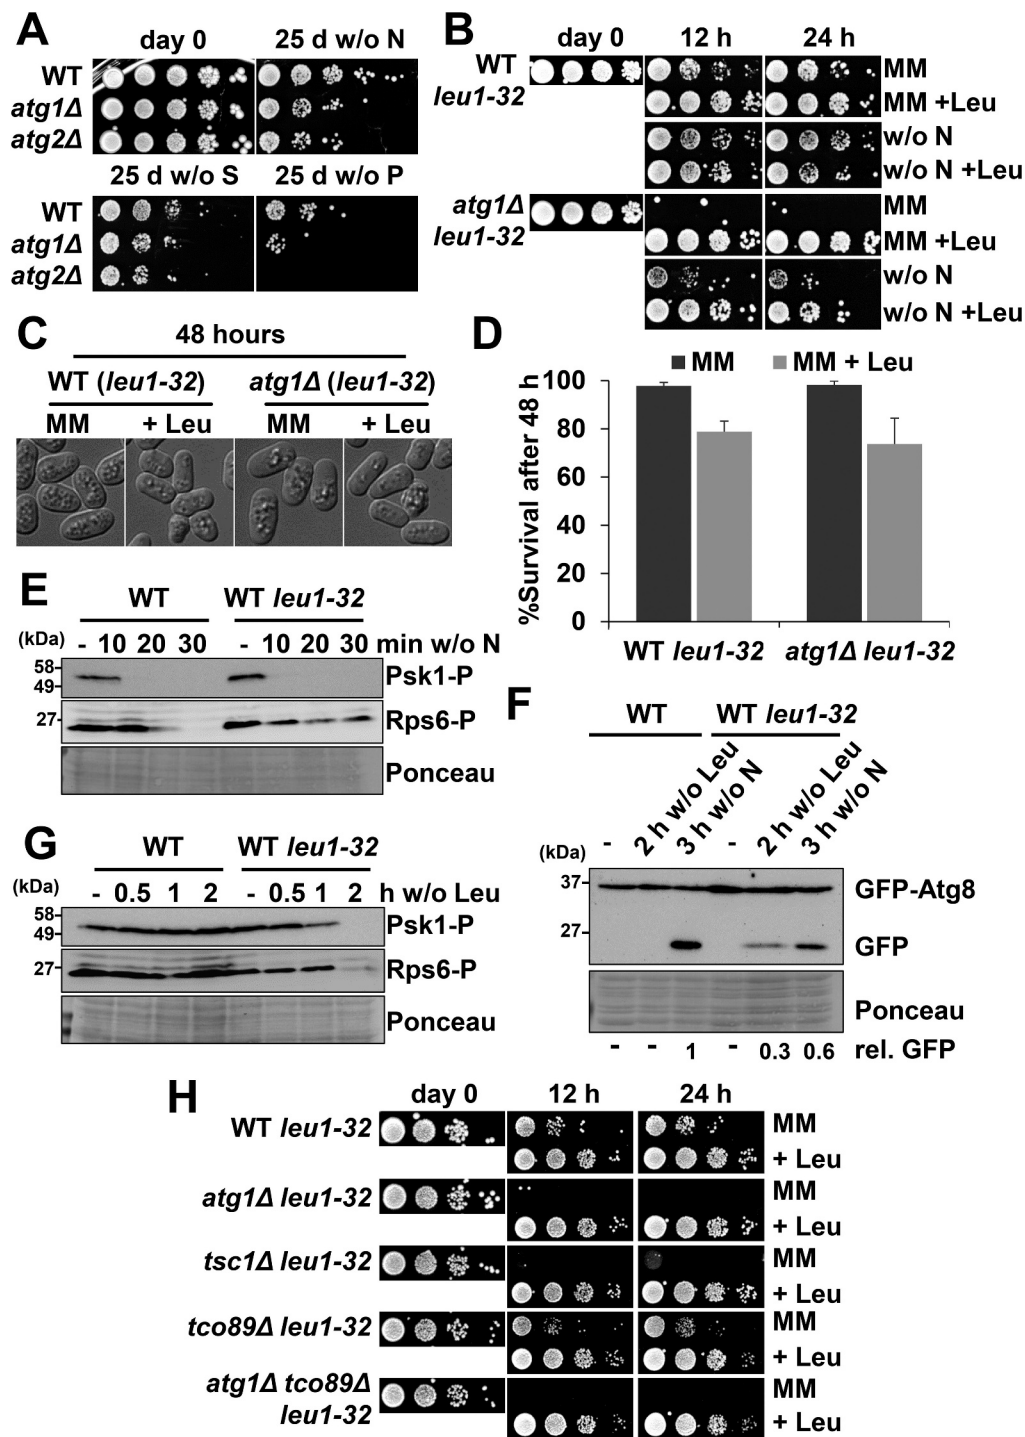 A
day 0 25 d w/o N
WT
atg1Δ
atg2Δ
25 d w/o S 25 d w/o P
WT
atg1Δ
atg2Δ
B
day 0 12 h 24 h
WT
leu1-32
MM
MM +Leu
w/o N
w/o N +Leu
atg1Δ
leu1-32
MM
MM +Leu
w/o N
w/o N +Leu
C
48 hours
WT (leu1-32) atg1Δ (leu1-32)
MM + Leu MM + Leu
D
MM MM + Leu
%Survival after 48 h
100
80
60
40
20
0
WT leu1-32 atg1Δ leu1-32
E
WT WT leu1-32
(kDa) - 10 20 30 - 10 20 30 min w/o N
58
49
Psk1-P
27
Rps6-P
Ponceau
F
WT WT leu1-32
- 2 h w/o Leu 3 h w/o N - 2 h w/o Leu 3 h w/o N
(kDa)
37 GFP-Atg8
27 GFP
Ponceau
- - 1 - 0.3 0.6 rel. GFP
G
WT WT leu1-32
(kDa) - 0.5 1 2 - 0.5 1 2 h w/o Leu
58
49
Psk1-P
27
Rps6-P
Ponceau
H
day 0 12 h 24 h
WT leu1-32 MM
+ Leu
atg1Δ leu1-32 MM
+ Leu
tsc1Δ leu1-32 MM
+ Leu
tco89Δ leu1-32 MM
+ Leu
atg1Δ tco89Δ
leu1-32
MM
+ Leu